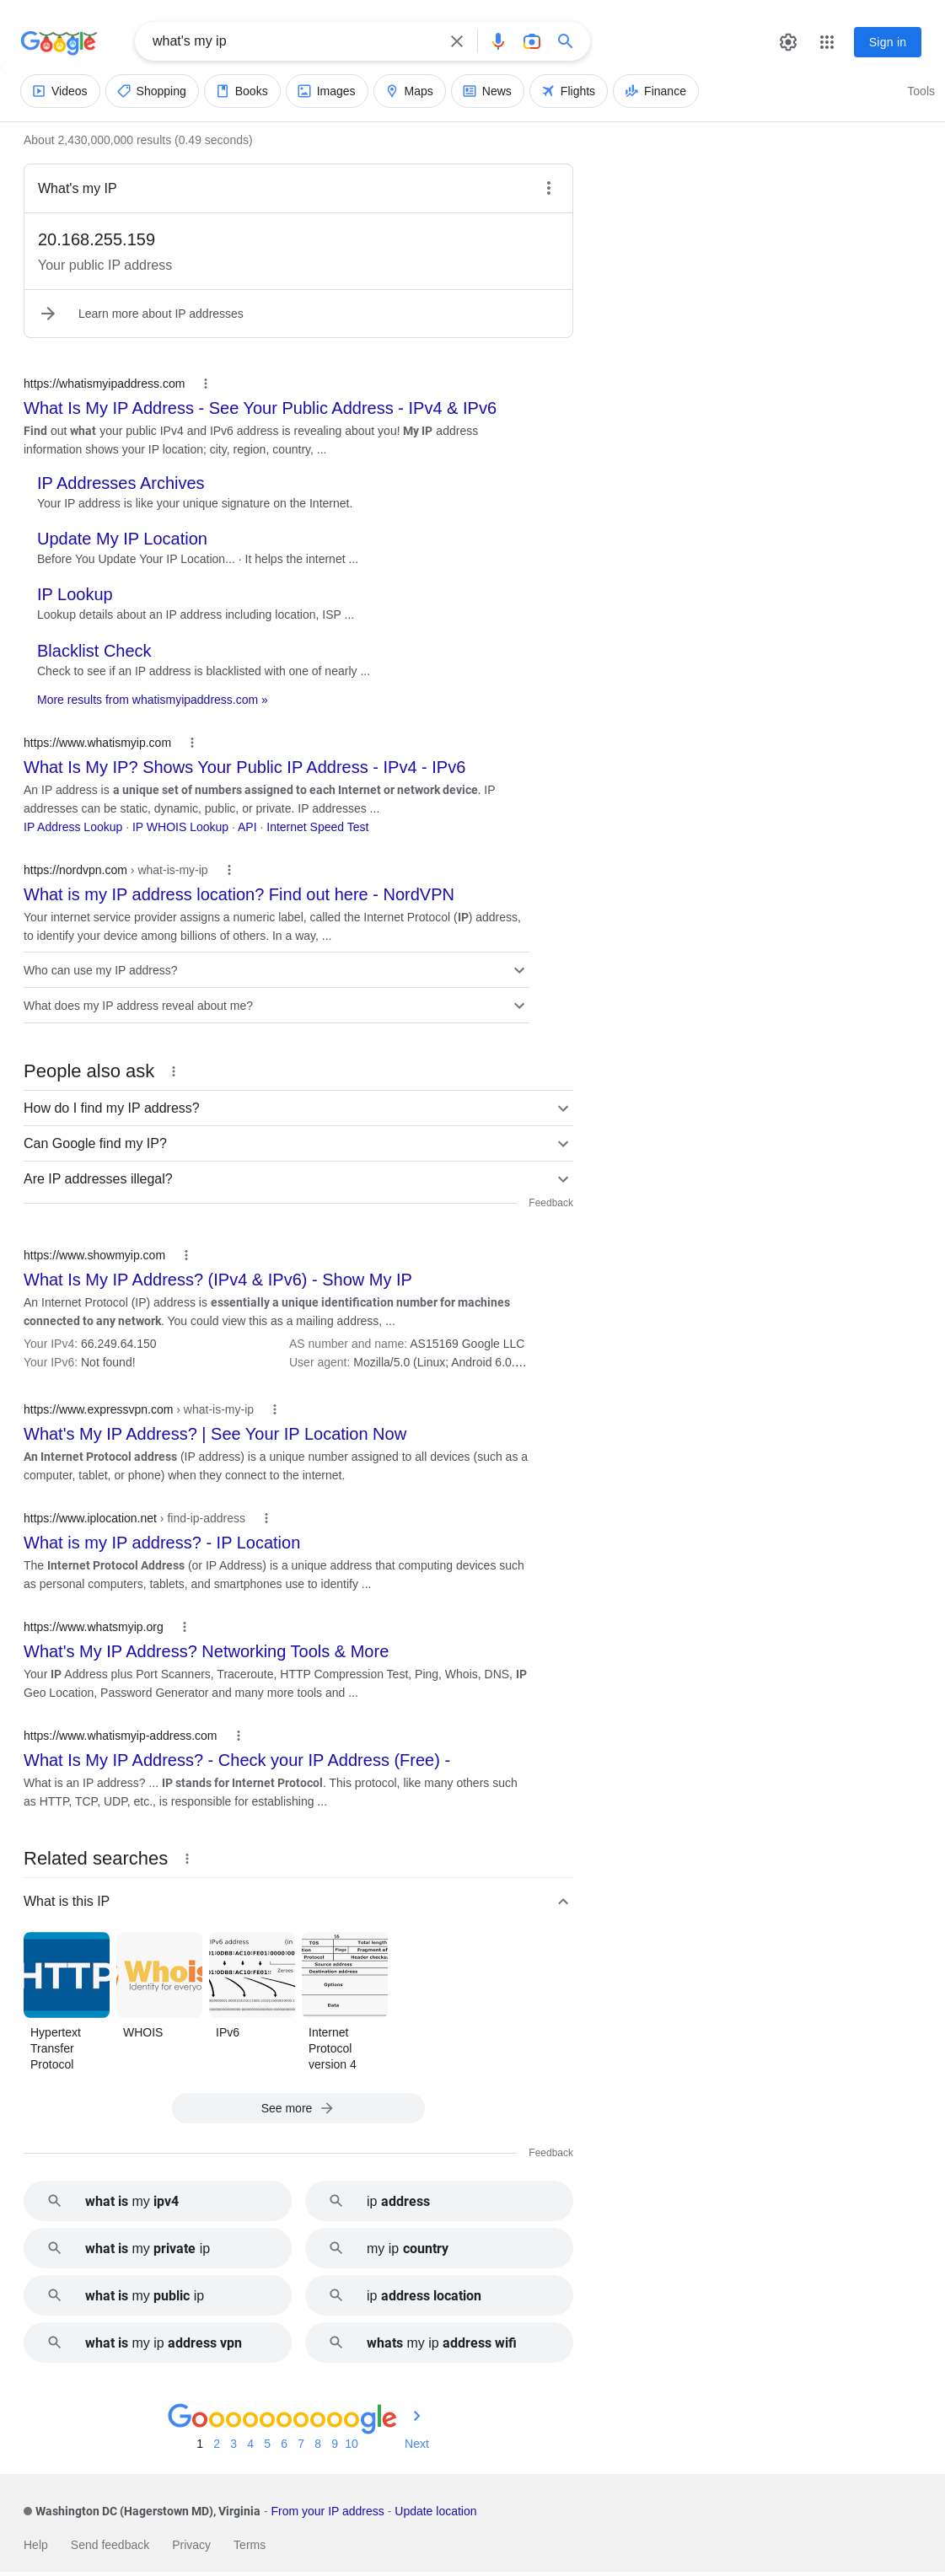 Google
what's my ip
Sign in
Videos
Shopping
Books
Images
Maps
News
Flights
Finance
Tools
About 2,430,000,000 results (0.49 seconds)
What's my IP
20.168.255.159
Your public IP address
Learn more about IP addresses
https://whatismyipaddress.com
What Is My IP Address - See Your Public Address - IPv4 & IPv6
Find out what your public IPv4 and IPv6 address is revealing about you! My IP address
information shows your IP location; city, region, country, ...
IP Addresses Archives
Your IP address is like your unique signature on the Internet.
Update My IP Location
Before You Update Your IP Location... · It helps the internet ...
IP Lookup
Lookup details about an IP address including location, ISP ...
Blacklist Check
Check to see if an IP address is blacklisted with one of nearly ...
More results from whatismyipaddress.com »
https://www.whatismyip.com
What Is My IP? Shows Your Public IP Address - IPv4 - IPv6
An IP address is a unique set of numbers assigned to each Internet or network device. IP
addresses can be static, dynamic, public, or private. IP addresses ...
IP Address Lookup · IP WHOIS Lookup · API · Internet Speed Test
https://nordvpn.com › what-is-my-ip
What is my IP address location? Find out here - NordVPN
Your internet service provider assigns a numeric label, called the Internet Protocol (IP) address,
to identify your device among billions of others. In a way, ...
Who can use my IP address?
What does my IP address reveal about me?
People also ask
How do I find my IP address?
Can Google find my IP?
Are IP addresses illegal?
Feedback
https://www.showmyip.com
What Is My IP Address? (IPv4 & IPv6) - Show My IP
An Internet Protocol (IP) address is essentially a unique identification number for machines
connected to any network. You could view this as a mailing address, ...
Your IPv4: 66.249.64.150
AS number and name: AS15169 Google LLC
Your IPv6: Not found!
User agent: Mozilla/5.0 (Linux; Android 6.0....
https://www.expressvpn.com › what-is-my-ip
What's My IP Address? | See Your IP Location Now
An Internet Protocol address (IP address) is a unique number assigned to all devices (such as a
computer, tablet, or phone) when they connect to the internet.
https://www.iplocation.net › find-ip-address
What is my IP address? - IP Location
The Internet Protocol Address (or IP Address) is a unique address that computing devices such
as personal computers, tablets, and smartphones use to identify ...
https://www.whatsmyip.org
What's My IP Address? Networking Tools & More
Your IP Address plus Port Scanners, Traceroute, HTTP Compression Test, Ping, Whois, DNS, IP
Geo Location, Password Generator and many more tools and ...
https://www.whatismyip-address.com
What Is My IP Address? - Check your IP Address (Free) -
What is an IP address? ... IP stands for Internet Protocol. This protocol, like many others such
as HTTP, TCP, UDP, etc., is responsible for establishing ...
Related searches
What is this IP
HTTP
Whois
Identity for everyo
IPv6 address (in
Zeroes
16
TOS Total length
Flags Fragment of
Protocol Header checksu
Source address
Destination address
Options
Data
Hypertext
Transfer
Protocol
WHOIS
IPv6
Internet
Protocol
version 4
See more
Feedback
what is my ipv4
ip address
what is my private ip
my ip country
what is my public ip
ip address location
what is my ip address vpn
whats my ip address wifi
Goooooooooogle
1 2 3 4 5 6 7 8 9 10 Next
Washington DC (Hagerstown MD), Virginia - From your IP address - Update location
Help Send feedback Privacy Terms